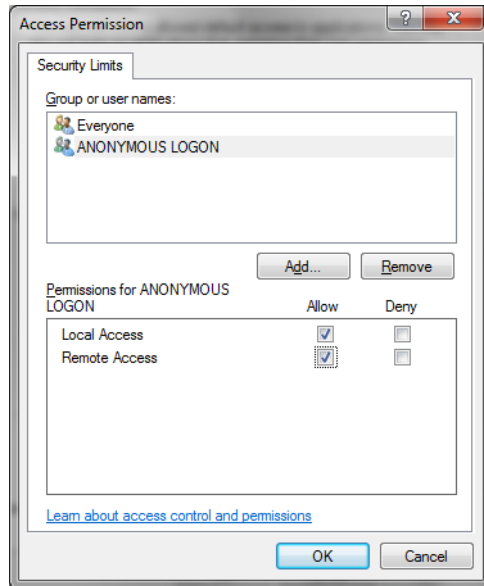 Access Permission
Security Limits
Group or user names:
Everyone
ANONYMOUS LOGON
Add... Remove
Permissions for ANONYMOUS
LOGON Allow Deny
Local Access
Remote Access
Learn about access control and permissions
OK Cancel